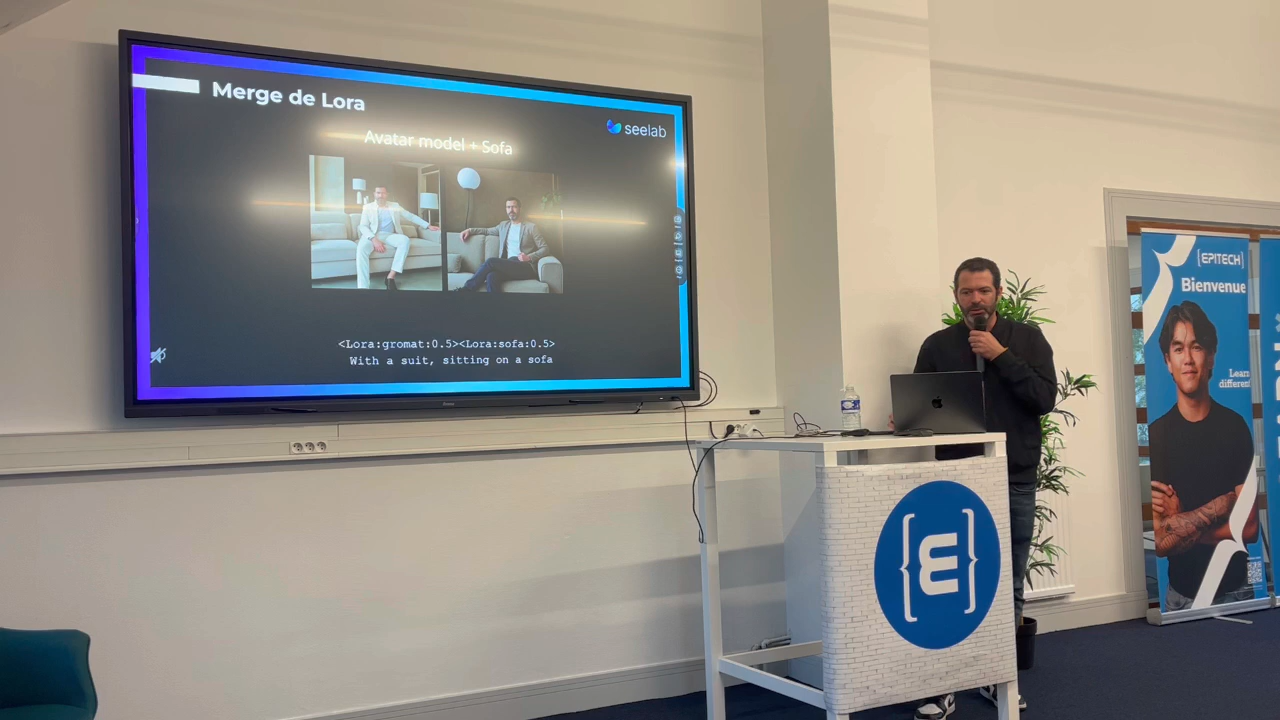 Merge de Lora
seelab
Avatar model + Sofa
<Lora:gromat:0.5><Lora:sofa:0.5>
With a suit, sitting on a sofa
[EPITECH]
Bienvenue
{E}